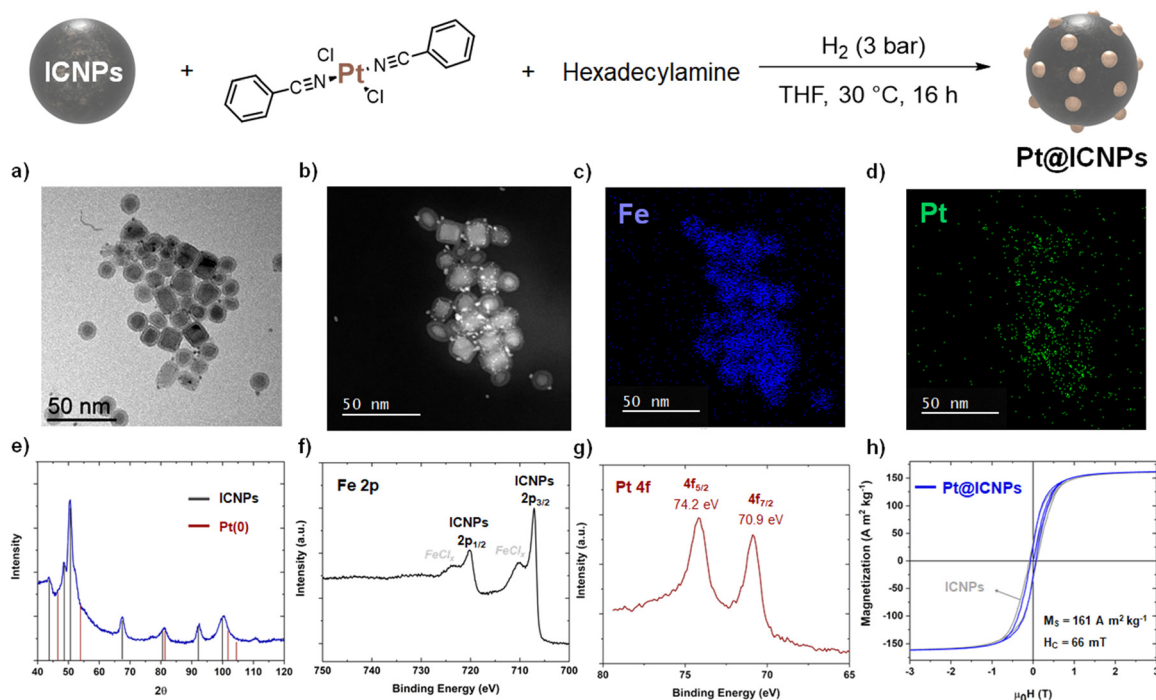 ICNPs
+
Cl
Pt
N≡C
C≡N
Cl
+
Hexadecylamine
H₂ (3 bar)
THF, 30 °C, 16 h
Pt@ICNPs
a)
50 nm
b)
50 nm
c)
Fe
50 nm
d)
Pt
50 nm
e)
ICNPs
Pt(0)
Intensity
40 50 60 70 80 90 100 110 120
2θ
f)
Fe 2p
ICNPs
2p₃/₂
ICNPs
2p₁/₂
FeClₓ
FeClₓ
Intensity (a.u.)
750 740 730 720 710 700
Binding Energy (eV)
g)
Pt 4f
4f₅/₂
74.2 eV
4f₇/₂
70.9 eV
Intensity (a.u.)
80 75 70 65
Binding Energy (eV)
h)
Pt@ICNPs
ICNPs
Mₛ = 161 A m² kg⁻¹
H꜀ = 66 mT
Magnetization (A m² kg⁻¹)
150
100
50
0
-50
-100
-150
-3 -2 -1 0 1 2 3
μ₀H (T)